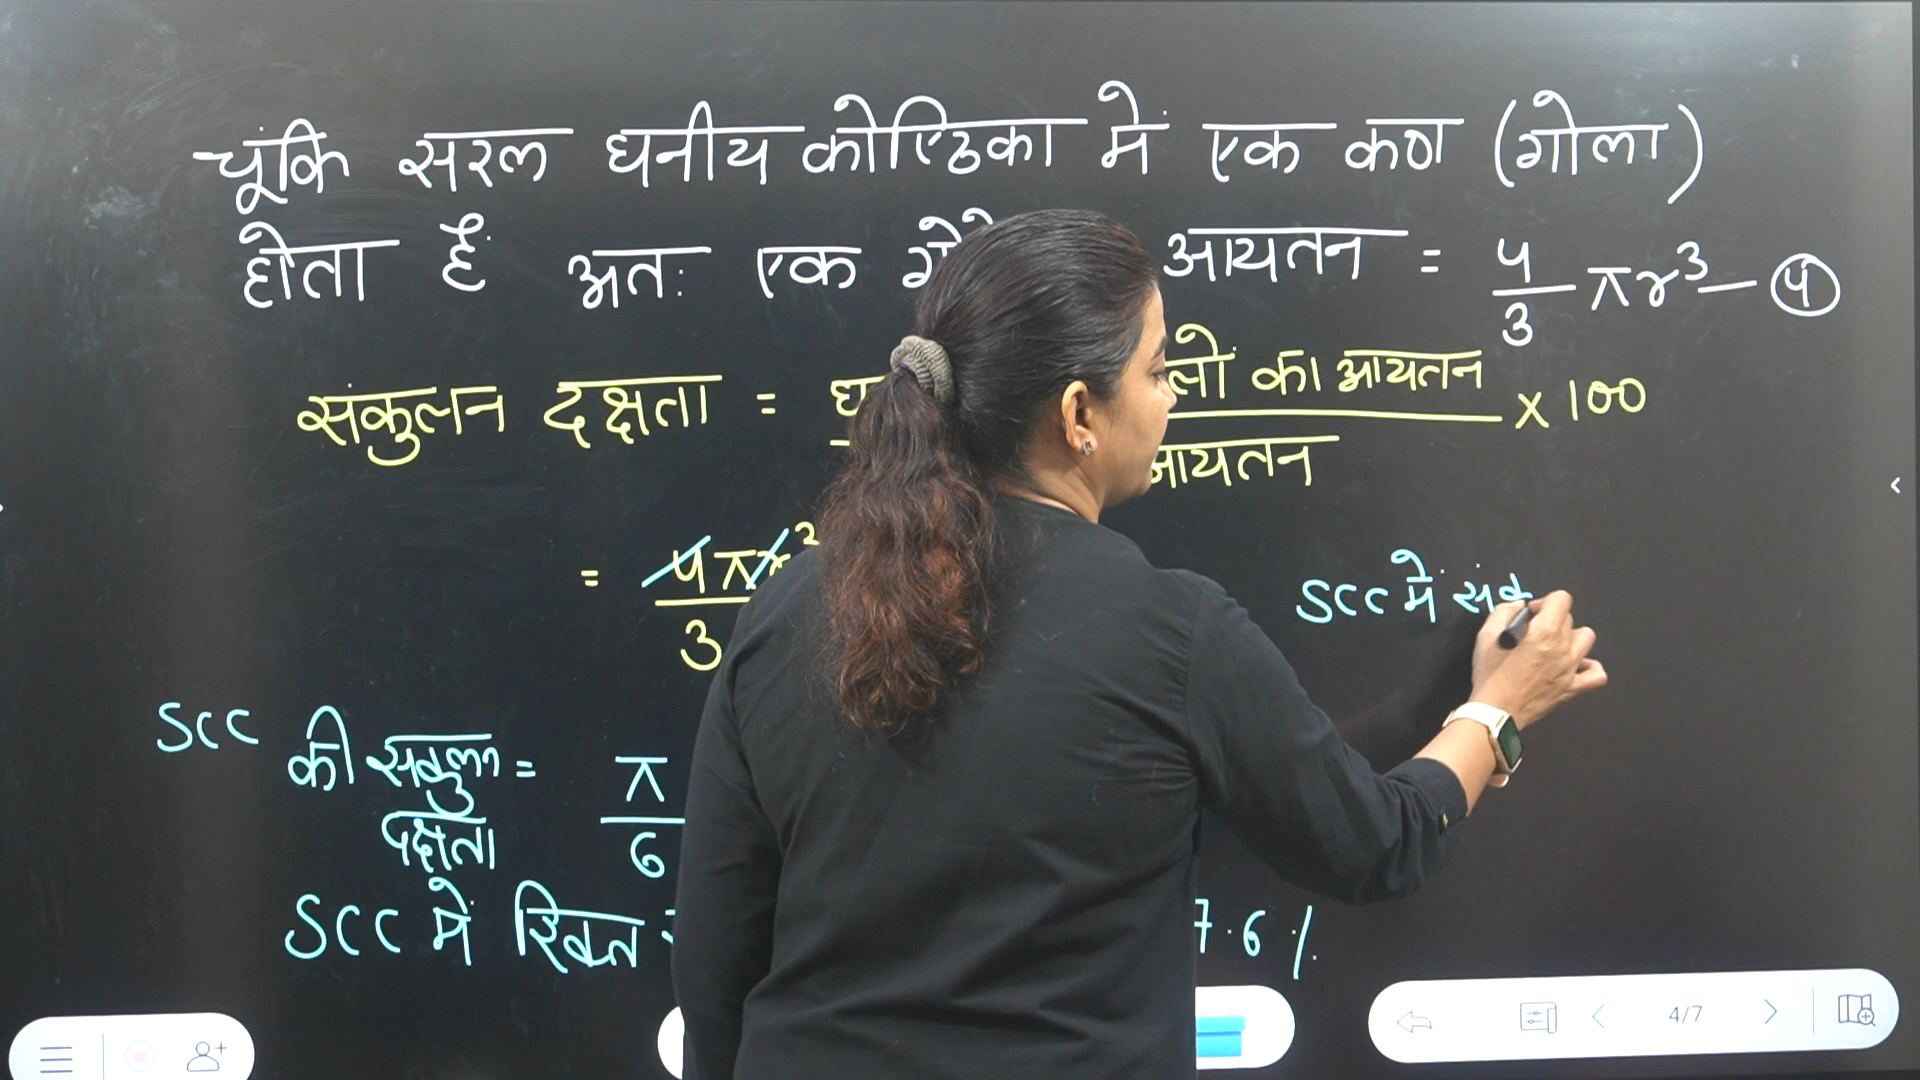 चूंकि सरल घनीय कोष्ठिका में एक कण (गोला)
होता है अतः एक आयतन = 4/3 πr³ — ④
संकुलन दक्षता = का आयतन × 100
आयतन
= 4π
3
SCC में
SCC की संकुलन = π
दक्षता 6
SCC में रिक्त 7.6 %
4/7